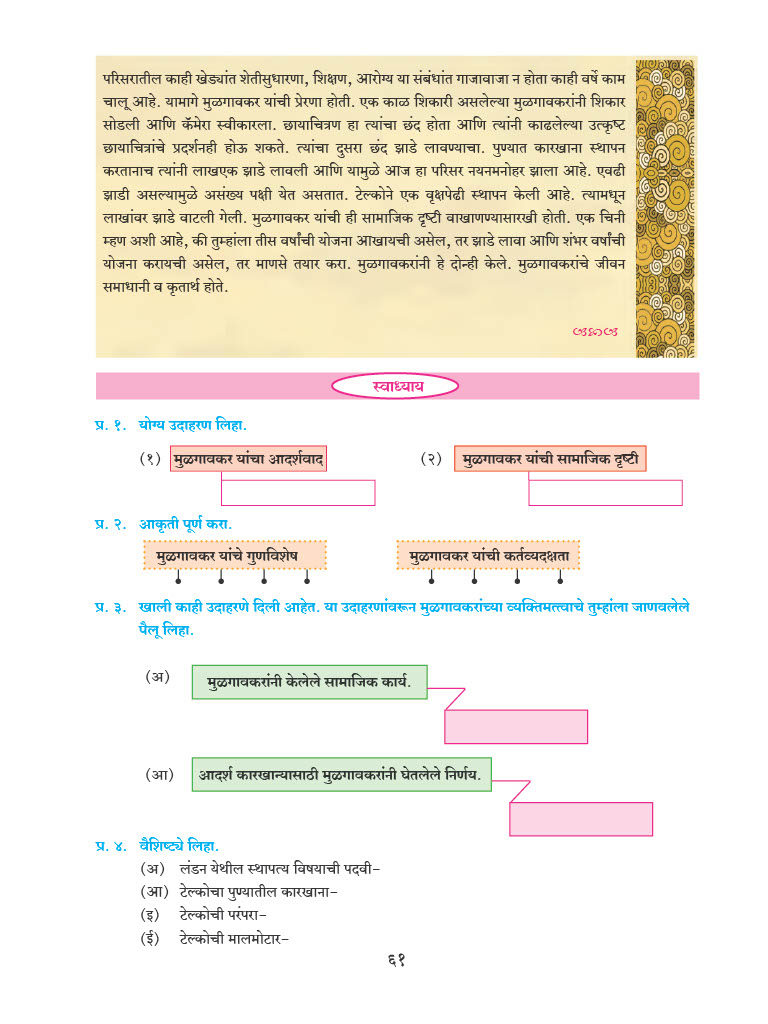 परिसरातील काही खेड्यांत शेतीसुधारणा, शिक्षण, आरोग्य या संबंधांत गाजावाजा न होता काही वर्षे काम
चालू आहे. यामागे मुळगावकर यांची प्रेरणा होती. एक काळ शिकारी असलेल्या मुळगावकरांनी शिकार
सोडली आणि कॅमेरा स्वीकारला. छायाचित्रण हा त्यांचा छंद होता आणि त्यांनी काढलेल्या उत्कृष्ट
छायाचित्रांचे प्रदर्शनही होऊ शकते. त्यांचा दुसरा छंद झाडे लावण्याचा. पुण्यात कारखाना स्थापन
करतानाच त्यांनी लाखएक झाडे लावली आणि यामुळे आज हा परिसर नयनमनोहर झाला आहे. एवढी
झाडी असल्यामुळे असंख्य पक्षी येत असतात. टेल्कोने एक वृक्षपेढी स्थापन केली आहे. त्यामधून
लाखांवर झाडे वाटली गेली. मुळगावकर यांची ही सामाजिक दृष्टी वाखाणण्यासारखी होती. एक चिनी
म्हण अशी आहे, की तुम्हांला तीस वर्षांची योजना आखायची असेल, तर झाडे लावा आणि शंभर वर्षांची
योजना करायची असेल, तर माणसे तयार करा. मुळगावकरांनी हे दोन्ही केले. मुळगावकरांचे जीवन
समाधानी व कृतार्थ होते.
स्वाध्याय
प्र. १. योग्य उदाहरण लिहा.
(१) मुळगावकर यांचा आदर्शवाद (२) मुळगावकर यांची सामाजिक दृष्टी
प्र. २. आकृती पूर्ण करा.
मुळगावकर यांचे गुणविशेष मुळगावकर यांची कर्तव्यदक्षता
प्र. ३. खाली काही उदाहरणे दिली आहेत. या उदाहरणांवरून मुळगावकरांच्या व्यक्तिमत्त्वाचे तुम्हांला जाणवलेले
पैलू लिहा.
(अ) मुळगावकरांनी केलेले सामाजिक कार्य.
(आ) आदर्श कारखान्यासाठी मुळगावकरांनी घेतलेले निर्णय.
प्र. ४. वैशिष्ट्ये लिहा.
(अ) लंडन येथील स्थापत्य विषयाची पदवी-
(आ) टेल्कोचा पुण्यातील कारखाना-
(इ) टेल्कोची परंपरा-
(ई) टेल्कोची मालमोटार-
६१